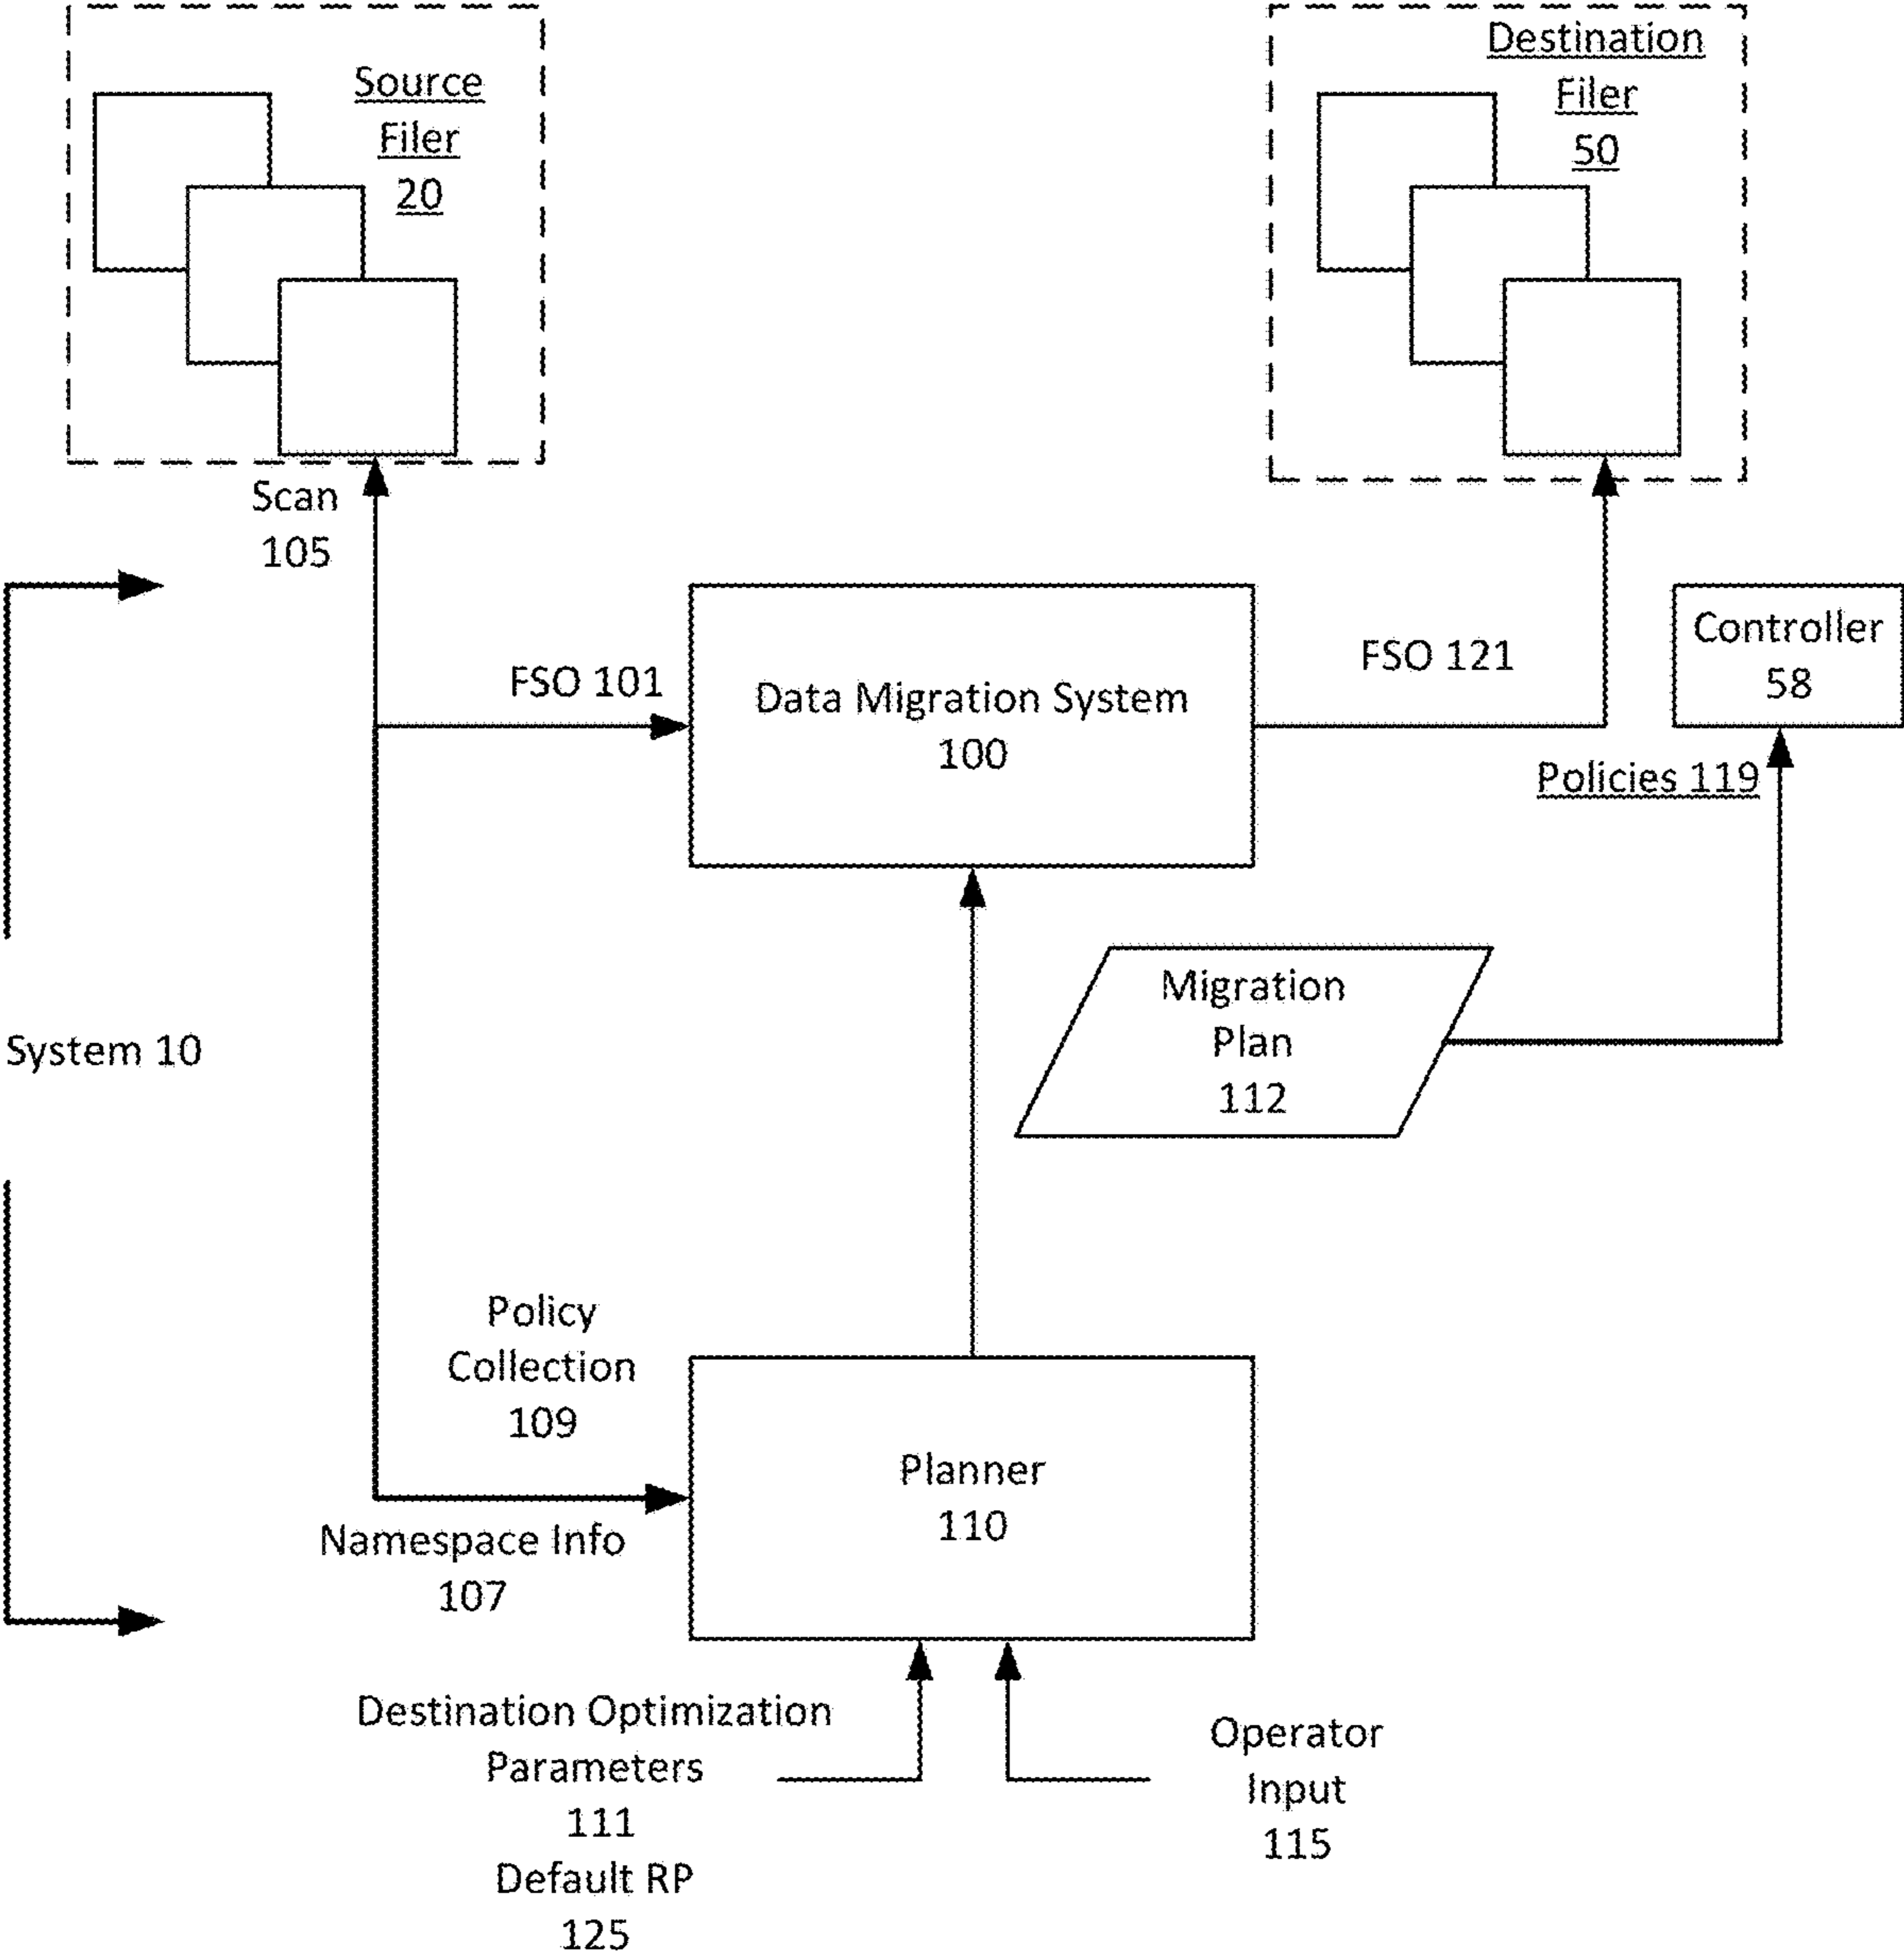 Source
Filer
20
Destination
Filer
50
Scan
105
FSO 101
Data Migration System
100
FSO 121
Controller
58
Policies 119
System 10
Migration
Plan
112
Policy
Collection
109
Namespace Info
107
Planner
110
Destination Optimization
Parameters
111
Default RP
125
Operator
Input
115